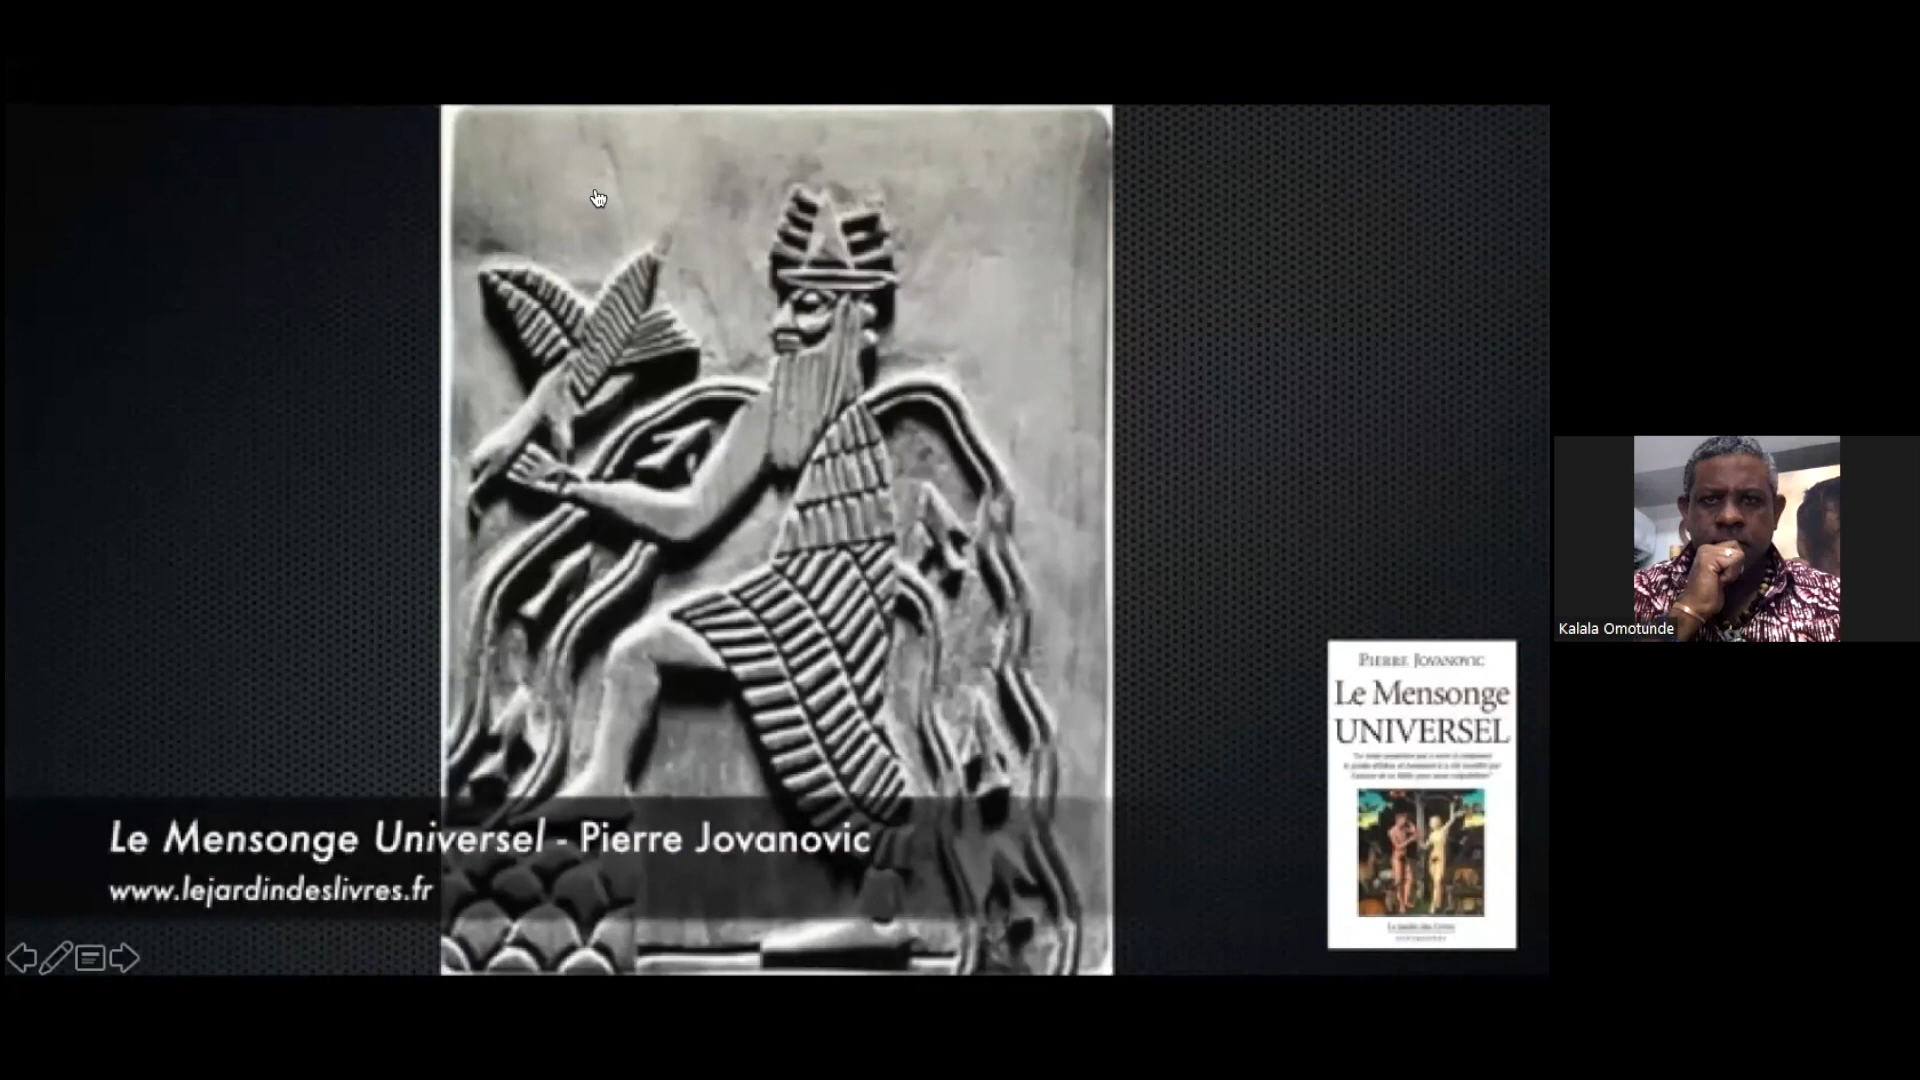 Le Mensonge Universel - Pierre Jovanovic
www.lejardindeslivres.fr
PIERRE JOVANOVIC
Le Mensonge
UNIVERSEL
Kalala Omotunde